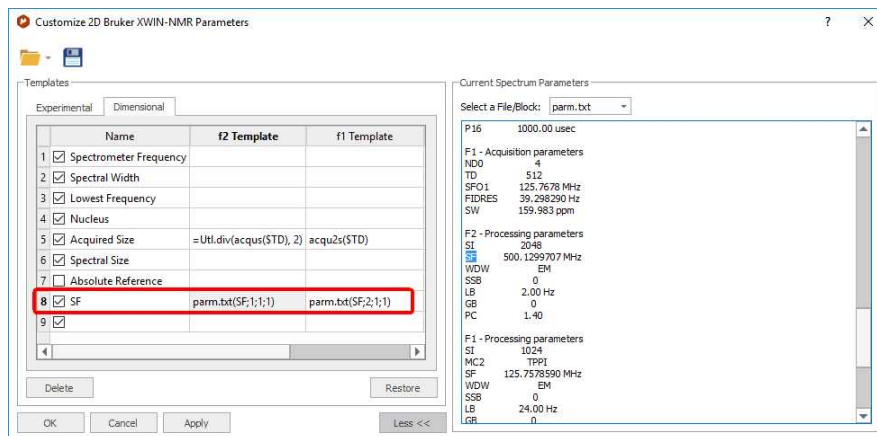 Customize 2D Bruker XWIN-NMR Parameters
? X
Templates
Experimental Dimensional
Name f2 Template f1 Template
1 Spectrometer Frequency
2 Spectral Width
3 Lowest Frequency
4 Nucleus
5 Acquired Size =Utl.div(acqus($TD), 2) acqu2s($TD)
6 Spectral Size
7 Absolute Reference
8 SF parm.txt(SF;1;1;1) parm.txt(SF;2;1;1)
9
Delete Restore
OK Cancel Apply Less <<
Current Spectrum Parameters
Select a File/Block: parm.txt
P16 1000.00 usec
F1 - Acquisition parameters
ND0 4
TD 512
SFO1 125.7678 MHz
FIDRES 39.298290 Hz
SW 159.983 ppm
F2 - Processing parameters
SI 2048
SF 500.1299707 MHz
WDW EM
SSB 0
LB 2.00 Hz
GB 0
PC 1.40
F1 - Processing parameters
SI 1024
MC2 TPPI
SF 125.7578590 MHz
WDW EM
SSB 0
LB 24.00 Hz
GB 0